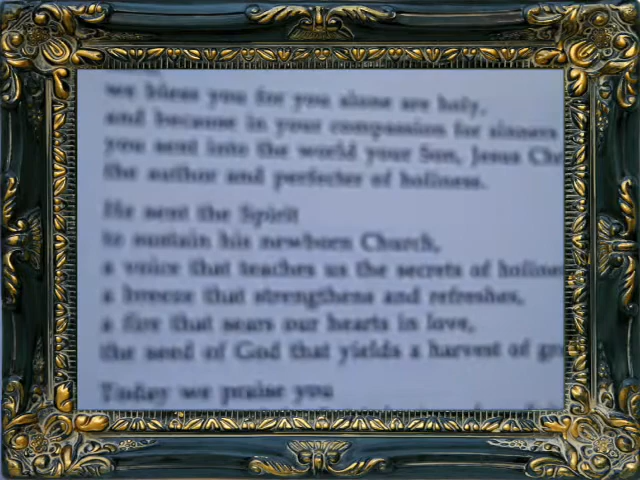 we bless you for you alone are holy,
and because in your compassion for sinners
you sent into the world your Son, Jesus
the author and perfecter of holiness.
He sent the Spirit
to sustain his newborn Church,
a voice that teaches us the secrets of
a breeze that strengthens and refreshes,
a fire that sears our hearts in love,
the seed of God that yields a harvest of
Today we praise you